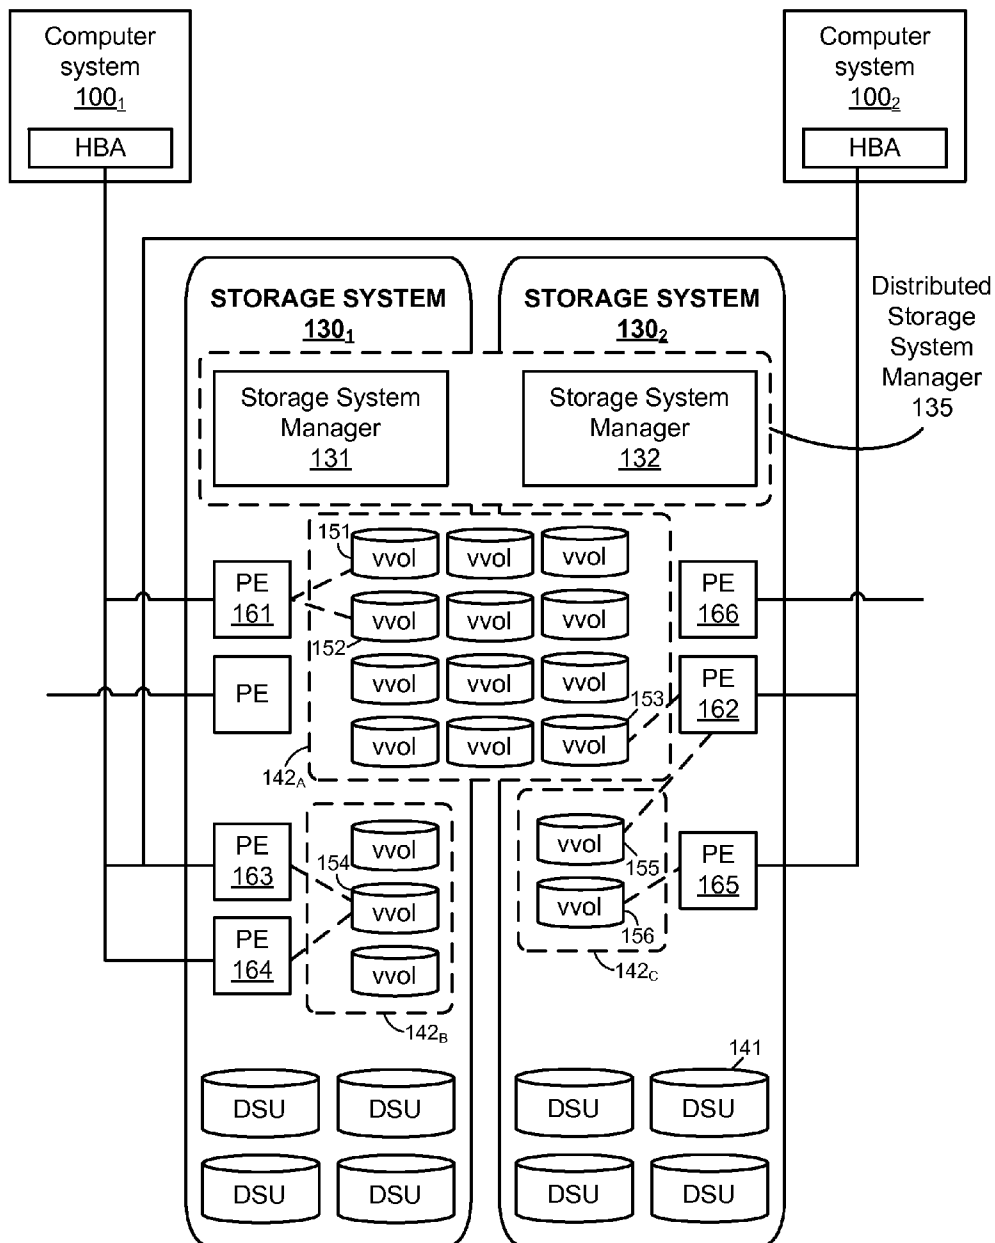 Computer
system
100₁
HBA
Computer
system
100₂
HBA
STORAGE SYSTEM
130₁
STORAGE SYSTEM
130₂
Distributed
Storage
System
Manager
135
Storage System
Manager
131
Storage System
Manager
132
151
vvol vvol vvol
PE
161
PE
166
152
vvol vvol vvol
PE
PE
162
vvol vvol vvol
153
vvol vvol vvol
142A
PE
163
154
vvol
vvol
vvol
PE
164
142B
vvol
155
vvol
156
PE
165
142C
141
DSU DSU DSU DSU
DSU DSU DSU DSU